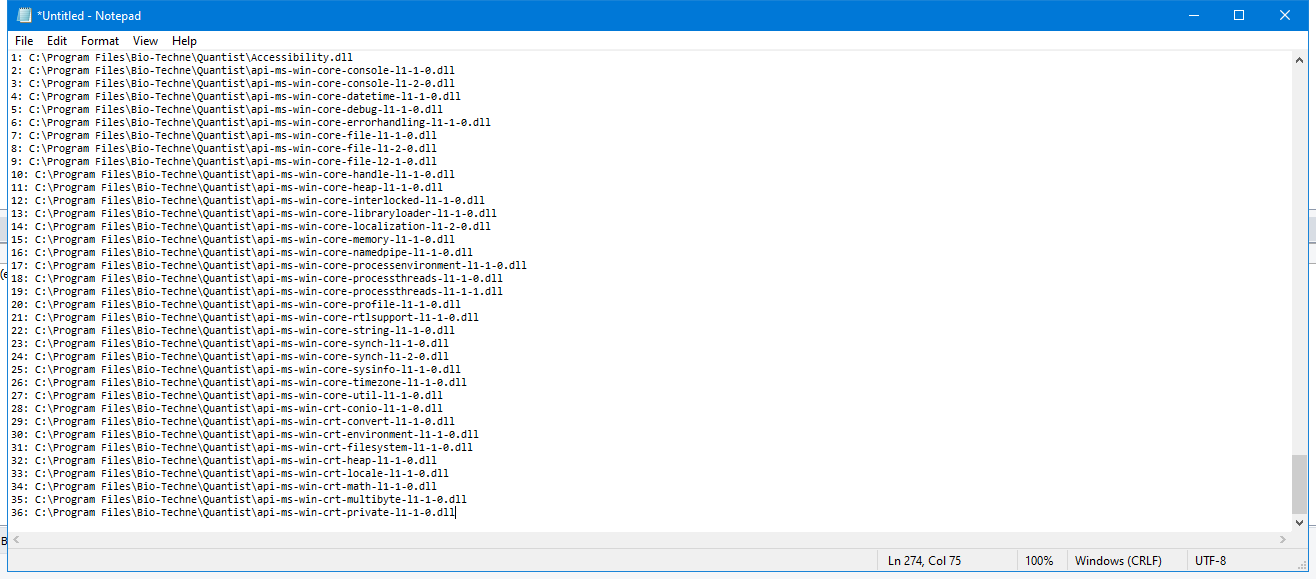 *Untitled - Notepad
File Edit Format View Help
1: C:\Program Files\Bio-Techne\Quantist\Accessibility.dll
2: C:\Program Files\Bio-Techne\Quantist\api-ms-win-core-console-l1-1-0.dll
3: C:\Program Files\Bio-Techne\Quantist\api-ms-win-core-console-l1-2-0.dll
4: C:\Program Files\Bio-Techne\Quantist\api-ms-win-core-datetime-l1-1-0.dll
5: C:\Program Files\Bio-Techne\Quantist\api-ms-win-core-debug-l1-1-0.dll
6: C:\Program Files\Bio-Techne\Quantist\api-ms-win-core-errorhandling-l1-1-0.dll
7: C:\Program Files\Bio-Techne\Quantist\api-ms-win-core-file-l1-1-0.dll
8: C:\Program Files\Bio-Techne\Quantist\api-ms-win-core-file-l1-2-0.dll
9: C:\Program Files\Bio-Techne\Quantist\api-ms-win-core-file-l2-1-0.dll
10: C:\Program Files\Bio-Techne\Quantist\api-ms-win-core-handle-l1-1-0.dll
11: C:\Program Files\Bio-Techne\Quantist\api-ms-win-core-heap-l1-1-0.dll
12: C:\Program Files\Bio-Techne\Quantist\api-ms-win-core-interlocked-l1-1-0.dll
13: C:\Program Files\Bio-Techne\Quantist\api-ms-win-core-libraryloader-l1-1-0.dll
14: C:\Program Files\Bio-Techne\Quantist\api-ms-win-core-localization-l1-2-0.dll
15: C:\Program Files\Bio-Techne\Quantist\api-ms-win-core-memory-l1-1-0.dll
16: C:\Program Files\Bio-Techne\Quantist\api-ms-win-core-namedpipe-l1-1-0.dll
17: C:\Program Files\Bio-Techne\Quantist\api-ms-win-core-processenvironment-l1-1-0.dll
18: C:\Program Files\Bio-Techne\Quantist\api-ms-win-core-processthreads-l1-1-0.dll
19: C:\Program Files\Bio-Techne\Quantist\api-ms-win-core-processthreads-l1-1-1.dll
20: C:\Program Files\Bio-Techne\Quantist\api-ms-win-core-profile-l1-1-0.dll
21: C:\Program Files\Bio-Techne\Quantist\api-ms-win-core-rtlsupport-l1-1-0.dll
22: C:\Program Files\Bio-Techne\Quantist\api-ms-win-core-string-l1-1-0.dll
23: C:\Program Files\Bio-Techne\Quantist\api-ms-win-core-synch-l1-1-0.dll
24: C:\Program Files\Bio-Techne\Quantist\api-ms-win-core-synch-l1-2-0.dll
25: C:\Program Files\Bio-Techne\Quantist\api-ms-win-core-sysinfo-l1-1-0.dll
26: C:\Program Files\Bio-Techne\Quantist\api-ms-win-core-timezone-l1-1-0.dll
27: C:\Program Files\Bio-Techne\Quantist\api-ms-win-core-util-l1-1-0.dll
28: C:\Program Files\Bio-Techne\Quantist\api-ms-win-crt-conio-l1-1-0.dll
29: C:\Program Files\Bio-Techne\Quantist\api-ms-win-crt-convert-l1-1-0.dll
30: C:\Program Files\Bio-Techne\Quantist\api-ms-win-crt-environment-l1-1-0.dll
31: C:\Program Files\Bio-Techne\Quantist\api-ms-win-crt-filesystem-l1-1-0.dll
32: C:\Program Files\Bio-Techne\Quantist\api-ms-win-crt-heap-l1-1-0.dll
33: C:\Program Files\Bio-Techne\Quantist\api-ms-win-crt-locale-l1-1-0.dll
34: C:\Program Files\Bio-Techne\Quantist\api-ms-win-crt-math-l1-1-0.dll
35: C:\Program Files\Bio-Techne\Quantist\api-ms-win-crt-multibyte-l1-1-0.dll
36: C:\Program Files\Bio-Techne\Quantist\api-ms-win-crt-private-l1-1-0.dll
Ln 274, Col 75 100% Windows (CRLF) UTF-8